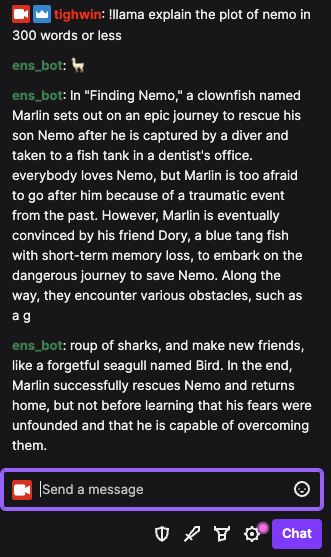 tighwin: !llama explain the plot of nemo in
300 words or less
ens_bot: 🦙
ens_bot: In "Finding Nemo," a clownfish named
Marlin sets out on an epic journey to rescue his
son Nemo after he is captured by a diver and
taken to a fish tank in a dentist's office.
everybody loves Nemo, but Marlin is too afraid
to go after him because of a traumatic event
from the past. However, Marlin is eventually
convinced by his friend Dory, a blue tang fish
with short-term memory loss, to embark on the
dangerous journey to save Nemo. Along the
way, they encounter various obstacles, such as
a g
ens_bot: roup of sharks, and make new friends,
like a forgetful seagull named Bird. In the end,
Marlin successfully rescues Nemo and returns
home, but not before learning that his fears were
unfounded and that he is capable of overcoming
them.
Send a message
Chat